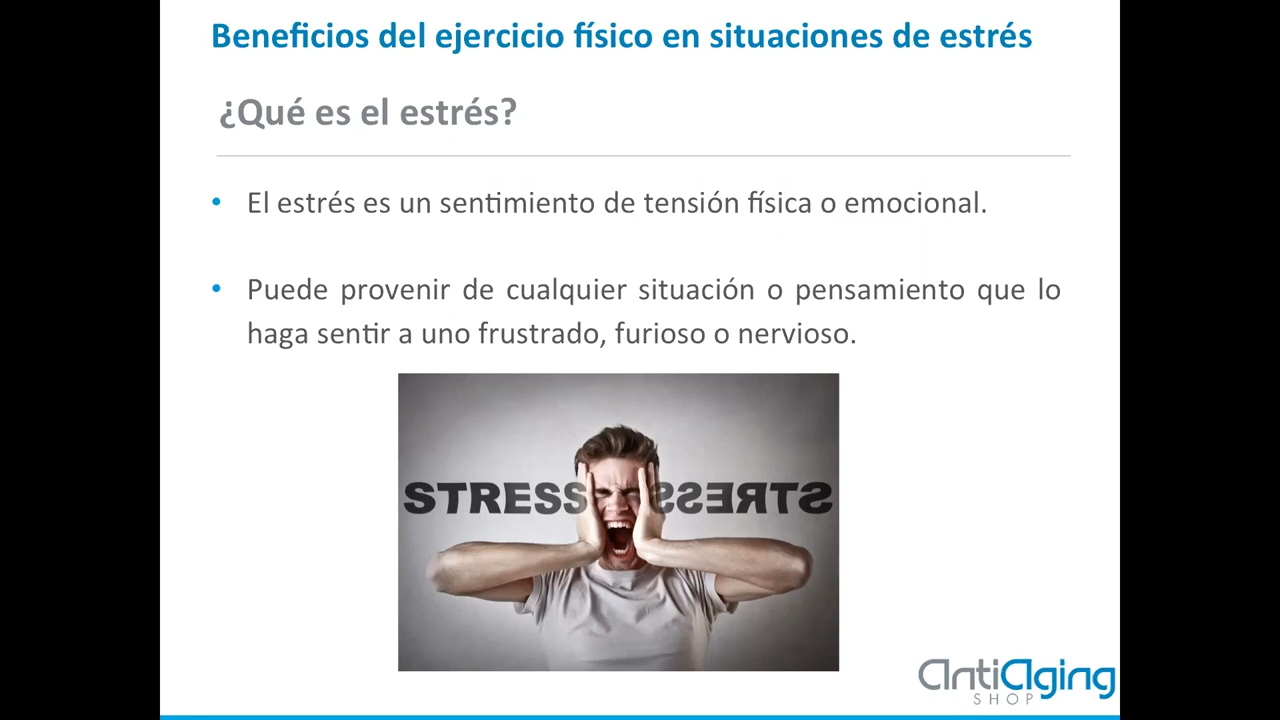 Beneficios del ejercicio físico en situaciones de estrés
¿Qué es el estrés?
• El estrés es un sentimiento de tensión física o emocional.
• Puede provenir de cualquier situación o pensamiento que lo
haga sentir a uno frustrado, furioso o nervioso.
STRESS STRESS
antiAging
SHOP